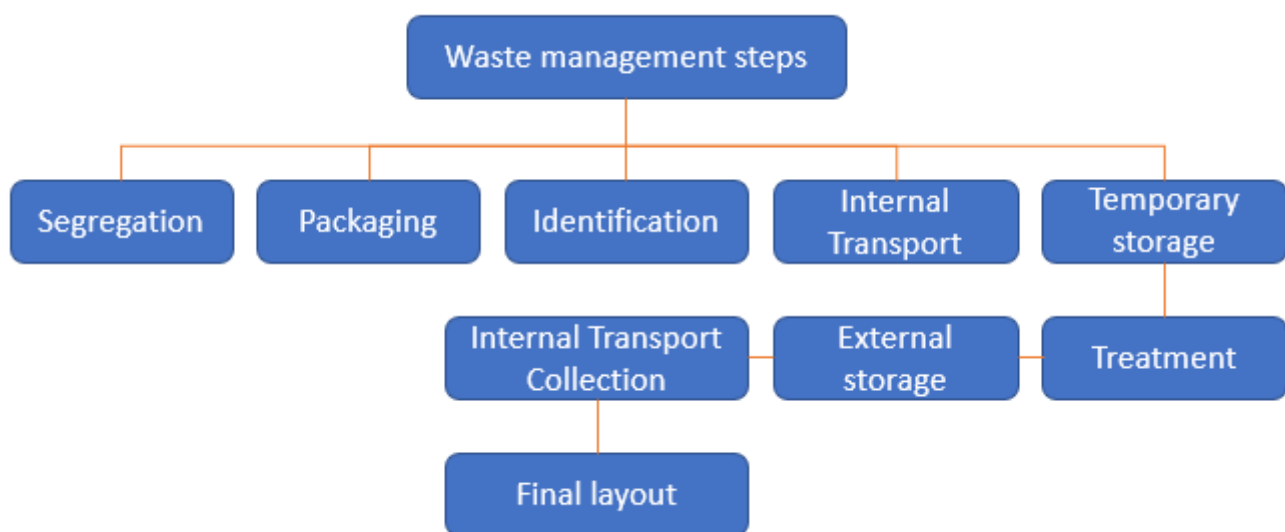 Waste management steps
Segregation
Packaging
Identification
Internal
Transport
Temporary
storage
Internal Transport
Collection
External
storage
Treatment
Final layout